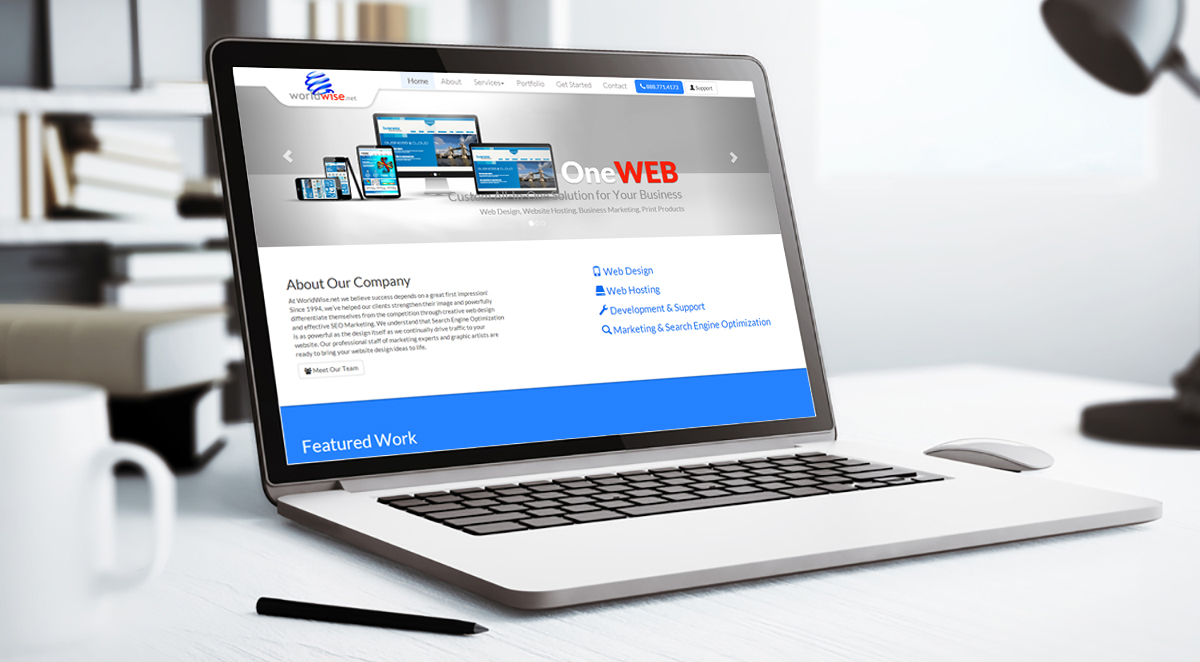 worldwise.net
Home About Services+ Portfolio Get Started Contact 888.771.4173 Support
OneWEB
Custom All-In-One Solution for Your Business
Web Design, Website Hosting, Business Marketing, Print Products
About Our Company
At WorldWise.net we believe success depends on a great first impression!
Since 1994, we've helped our clients strengthen their image and powerfully
differentiate themselves from the competition through creative web design
and effective SEO Marketing. We understand that Search Engine Optimization
is as powerful as the design itself as we continually drive traffic to your
website. Our professional staff of marketing experts and graphic artists are
ready to bring your website design ideas to life.
Meet Our Team
Web Design
Web Hosting
Development & Support
Marketing & Search Engine Optimization
Featured Work